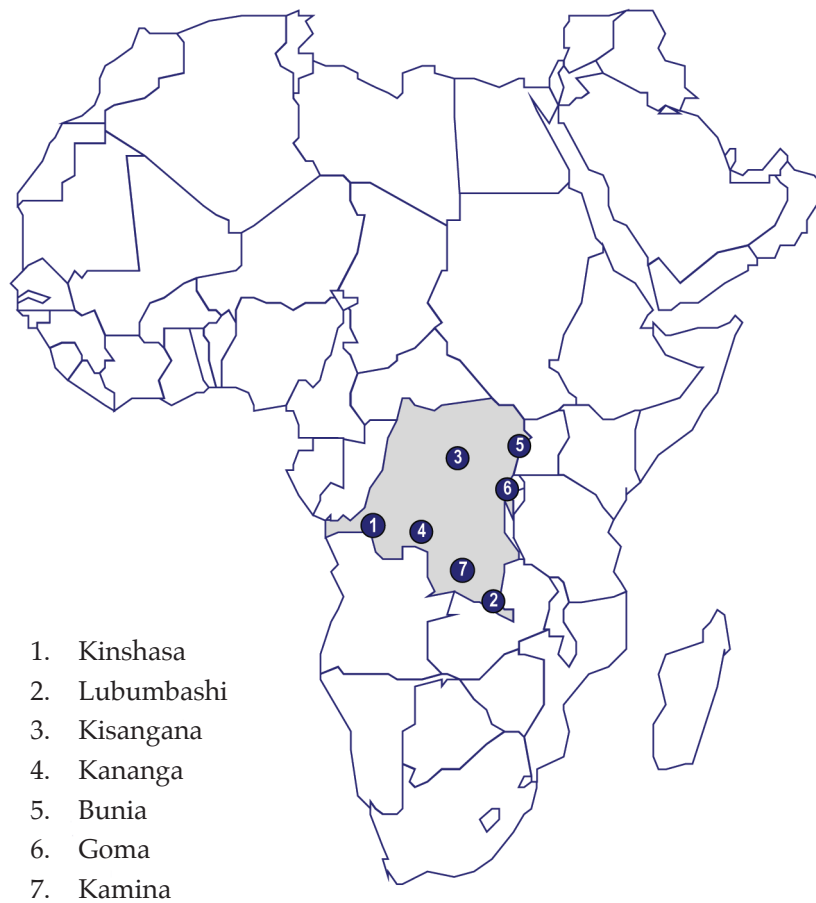 5
3
6
1
4
7
2
1. Kinshasa
2. Lubumbashi
3. Kisangana
4. Kananga
5. Bunia
6. Goma
7. Kamina